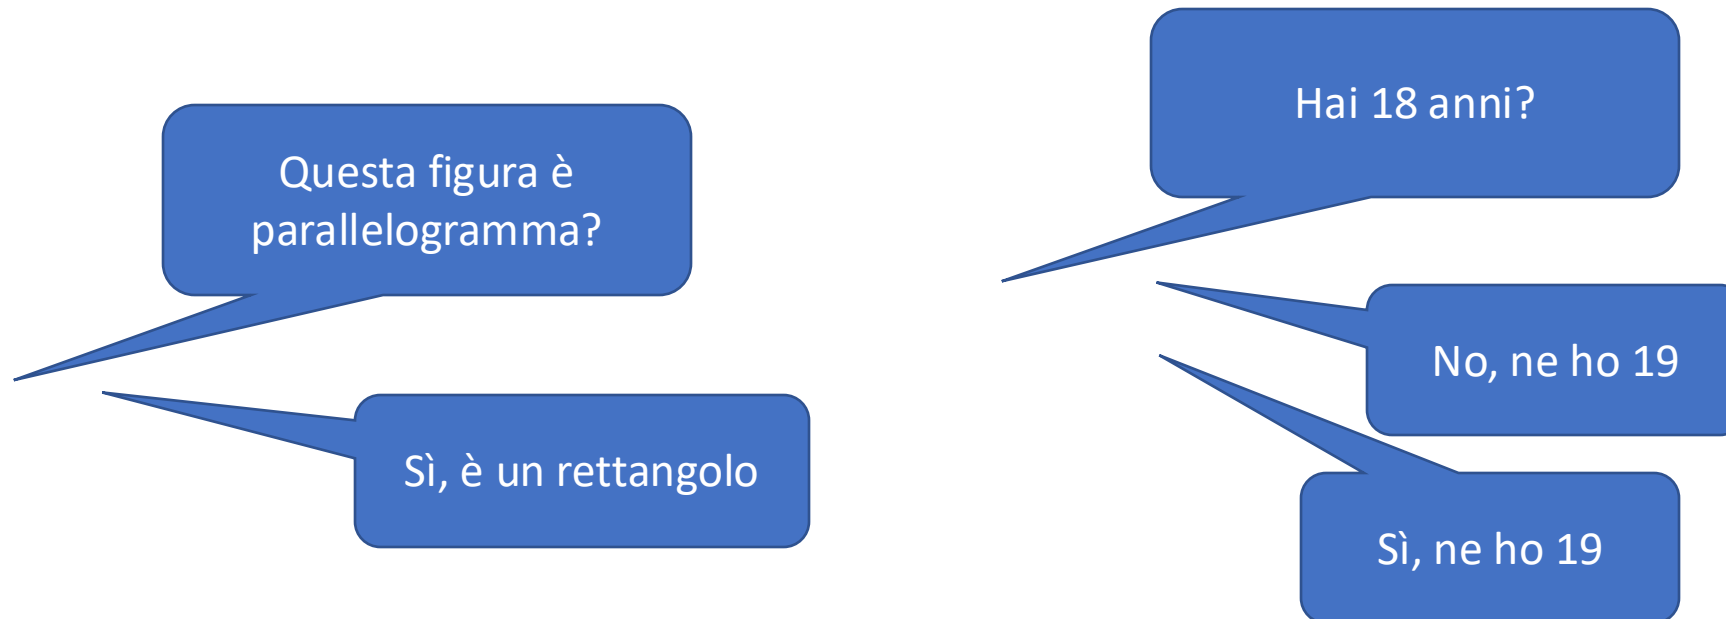 Questa figura è
parallelogramma?
Sì, è un rettangolo
Hai 18 anni?
No, ne ho 19
Sì, ne ho 19